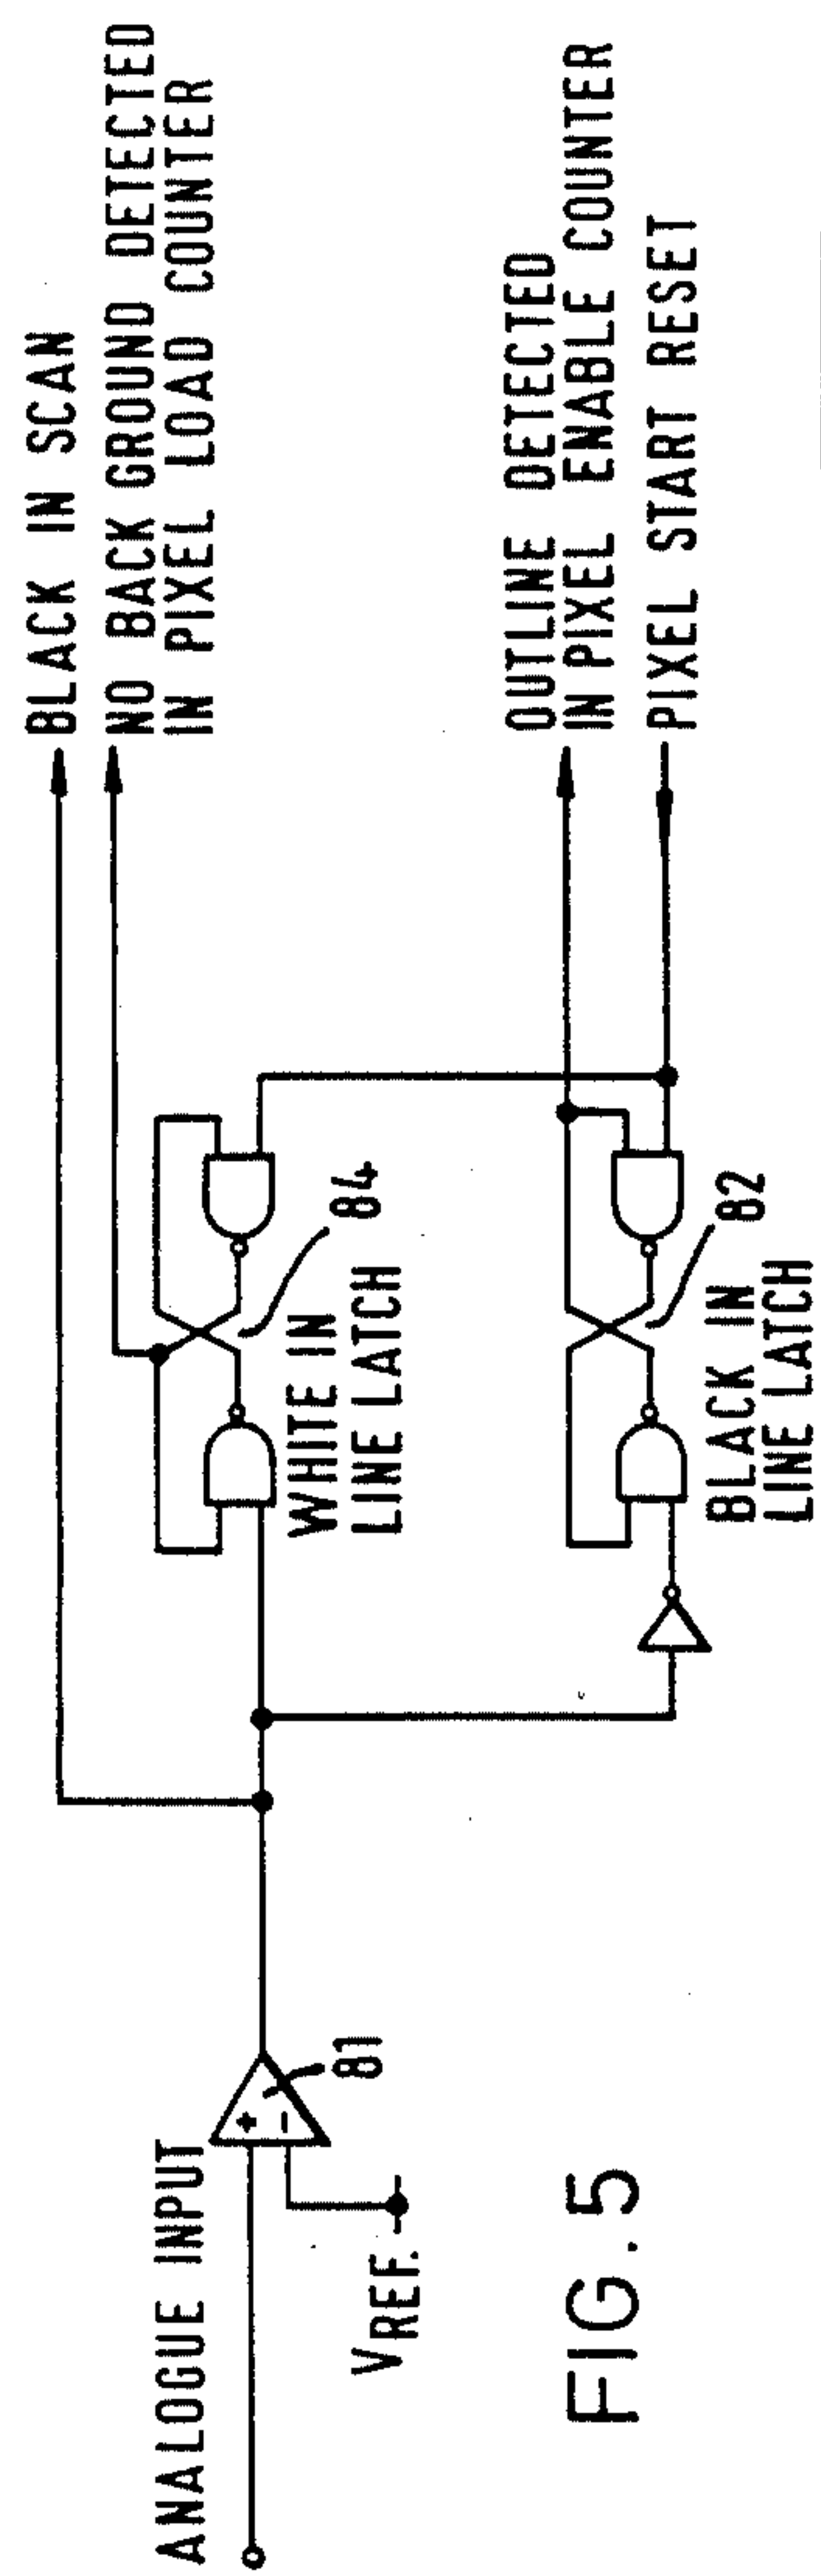 ANALOGUE INPUT
VREF.
81
BLACK IN SCAN
NO BACK GROUND DETECTED
IN PIXEL LOAD COUNTER
84
WHITE IN
LINE LATCH
OUTLINE DETECTED
IN PIXEL ENABLE COUNTER
PIXEL START RESET
82
BLACK IN
LINE LATCH
+
−
FIG. 5